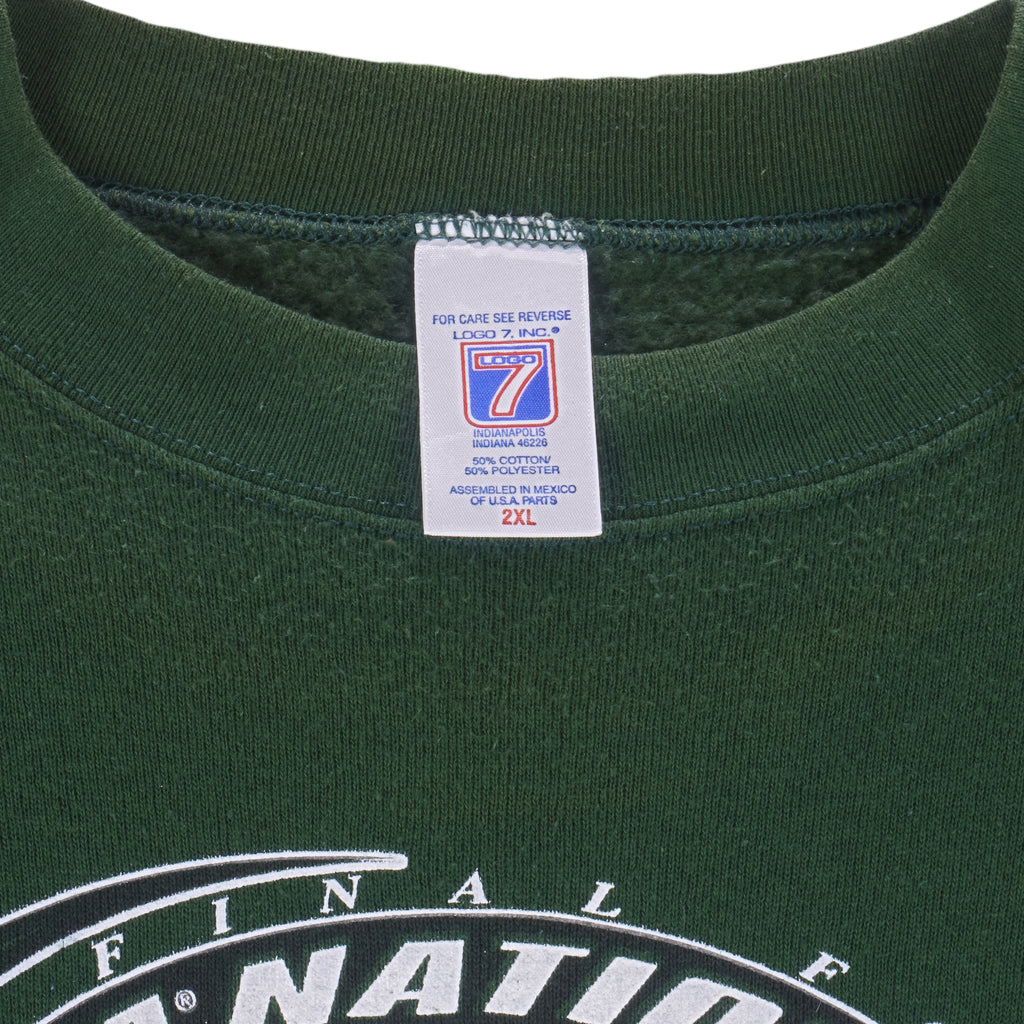 FOR CARE SEE REVERSE
LOGO 7, INC.®
LOGO
7
INDIANAPOLIS
INDIANA 46226
50% COTTON/
50% POLYESTER
ASSEMBLED IN MEXICO
OF U.S.A. PARTS
2XL
FINAL F
A® NATIO